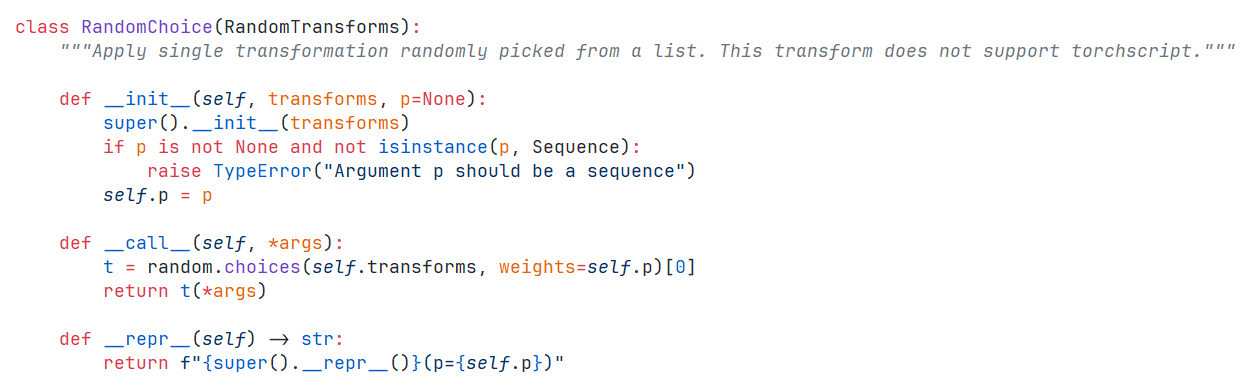 class RandomChoice(RandomTransforms):
    """Apply single transformation randomly picked from a list. This transform does not support torchscript."""

    def __init__(self, transforms, p=None):
        super().__init__(transforms)
        if p is not None and not isinstance(p, Sequence):
            raise TypeError("Argument p should be a sequence")
        self.p = p

    def __call__(self, *args):
        t = random.choices(self.transforms, weights=self.p)[0]
        return t(*args)

    def __repr__(self) -> str:
        return f"{super().__repr__()}(p={self.p})"